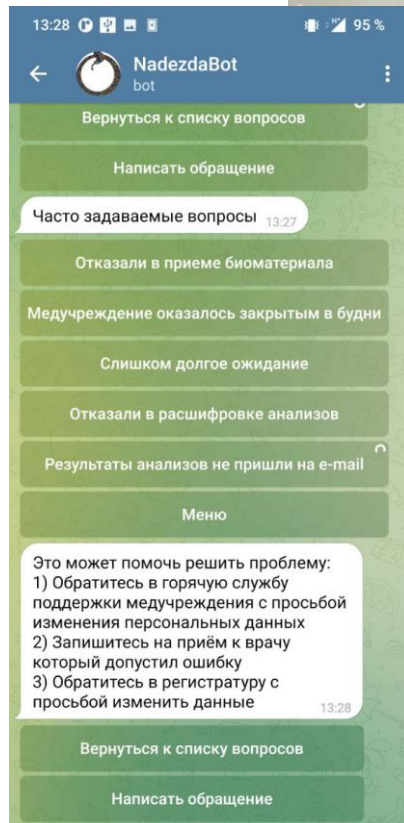 13:28 95 %
NadezdaBot
bot
Вернуться к списку вопросов
Написать обращение
Часто задаваемые вопросы 13:27
Отказали в приеме биоматериала
Медучреждение оказалось закрытым в будни
Слишком долгое ожидание
Отказали в расшифровке анализов
Результаты анализов не пришли на e-mail
Меню
Это может помочь решить проблему:
1) Обратитесь в горячую службу
поддержки медучреждения с просьбой
изменения персональных данных
2) Запишитесь на приём к врачу
который допустил ошибку
3) Обратитесь в регистратуру с
просьбой изменить данные 13:28
Вернуться к списку вопросов
Написать обращение